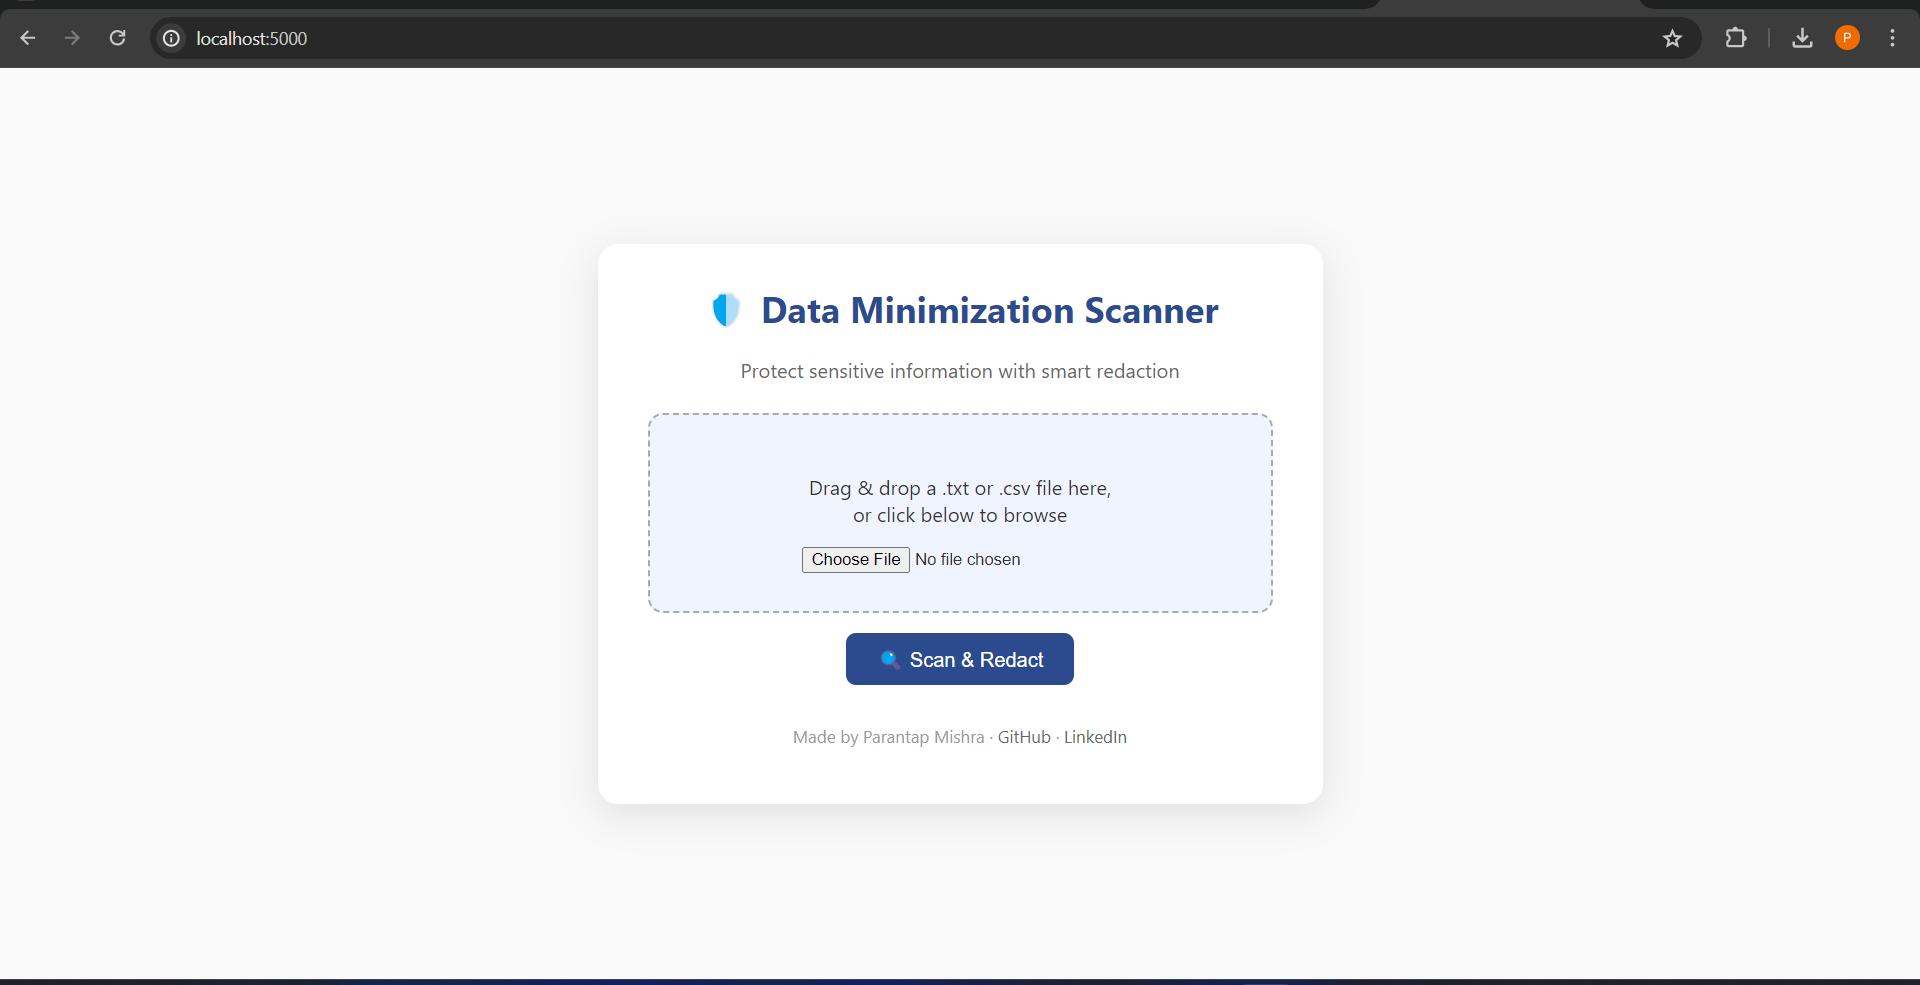 localhost:5000
P
Data Minimization Scanner
Protect sensitive information with smart redaction
Drag & drop a .txt or .csv file here,
or click below to browse
Choose File No file chosen
Scan & Redact
Made by Parantap Mishra · GitHub · LinkedIn